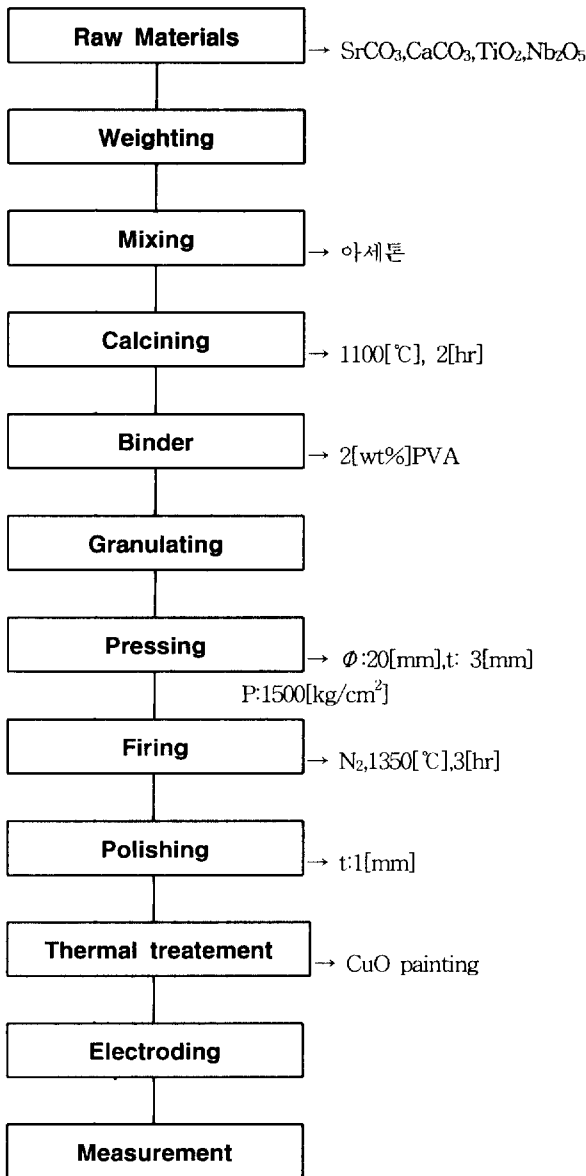 Raw Materials
→ SrCO₃,CaCO₃,TiO₂,Nb₂O₅
Weighting
Mixing
→ 아세톤
Calcining
→ 1100[℃], 2[hr]
Binder
→ 2[wt%]PVA
Granulating
Pressing
→ Φ:20[mm],t: 3[mm]
P:1500[kg/cm²]
Firing
→ N₂,1350[℃],3[hr]
Polishing
→ t:1[mm]
Thermal treatement
→ CuO painting
Electroding
Measurement